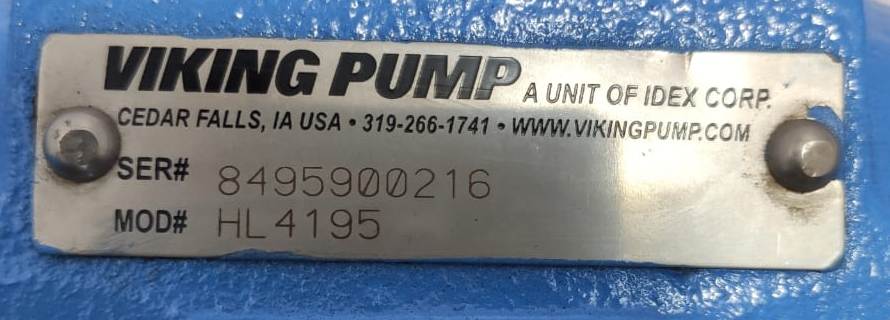 VIKING PUMP A UNIT OF IDEX CORP.
CEDAR FALLS, IA USA • 319-266-1741 • WWW.VIKINGPUMP.COM
SER# 8495900216
MOD# HL4195